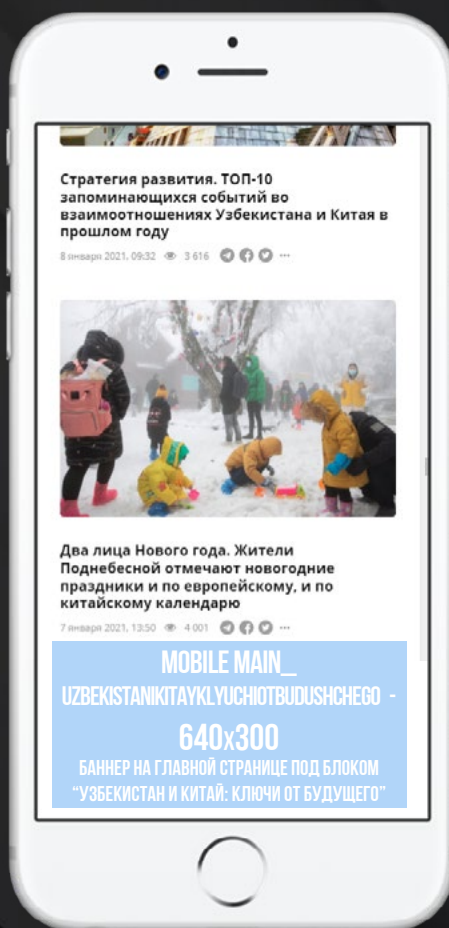 Стратегия развития. ТОП-10
запоминающихся событий во
взаимоотношениях Узбекистана и Китая в
прошлом году
8 января 2021, 09:32 3 616
Два лица Нового года. Жители
Поднебесной отмечают новогодние
праздники и по европейскому, и по
китайскому календарю
7 января 2021, 13:50 4 001
MOBILE MAIN_
UZBEKISTANIKITAYKLYUCHIOTBUDUSHCHEGO -
640x300
БАННЕР НА ГЛАВНОЙ СТРАНИЦЕ ПОД БЛОКОМ
“УЗБЕКИСТАН И КИТАЙ: КЛЮЧИ ОТ БУДУЩЕГО”